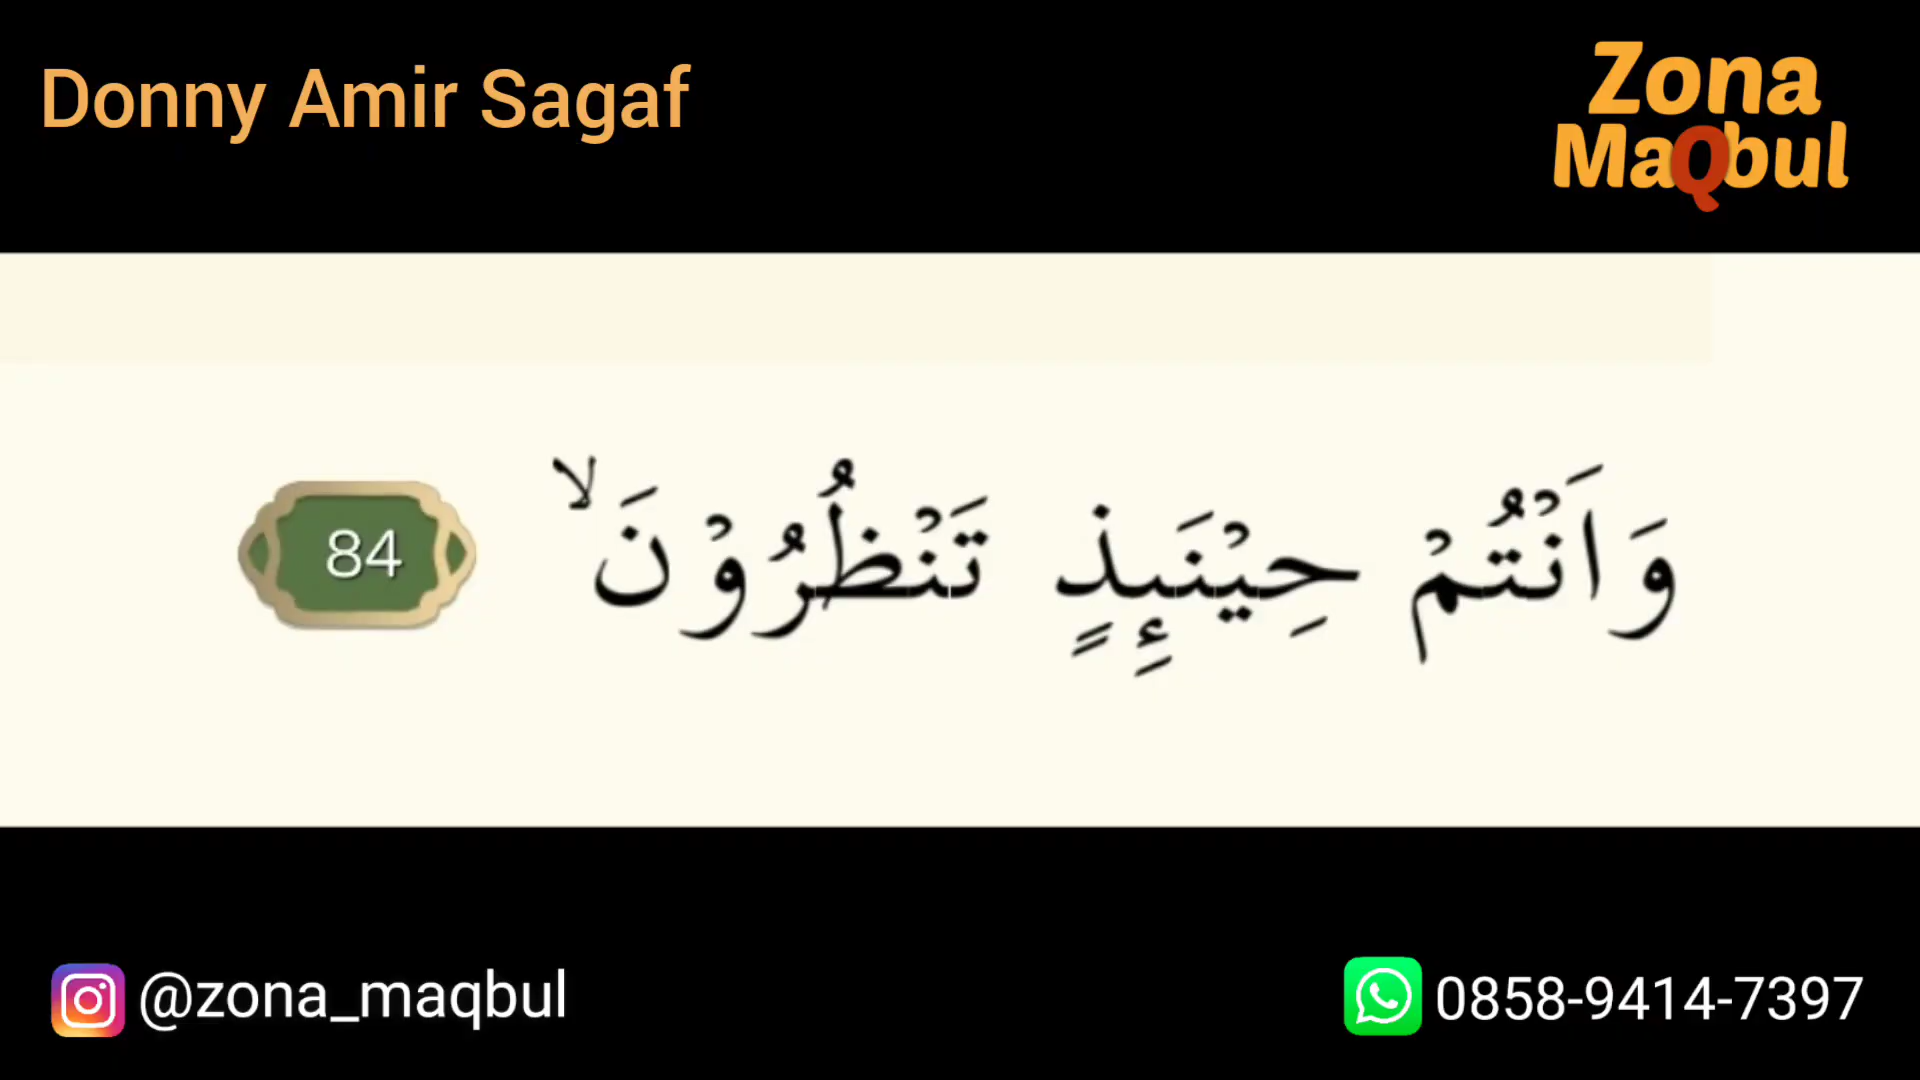 Donny Amir Sagaf
Zona
MaQbul
وَاَنْتُمْ حِيْنَىِٕذٍ تَنْظُرُوْنَۙ 84
@zona_maqbul
0858-9414-7397